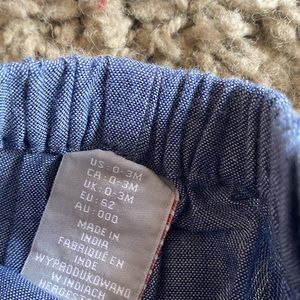 US: 0-3M
CA: 0-3M
UK: 0-3M
EU: 62
AU: 000
MADE IN
INDIA
FABRIQUÉ EN
INDE
WYPRODUKOWANO
W INDIACH